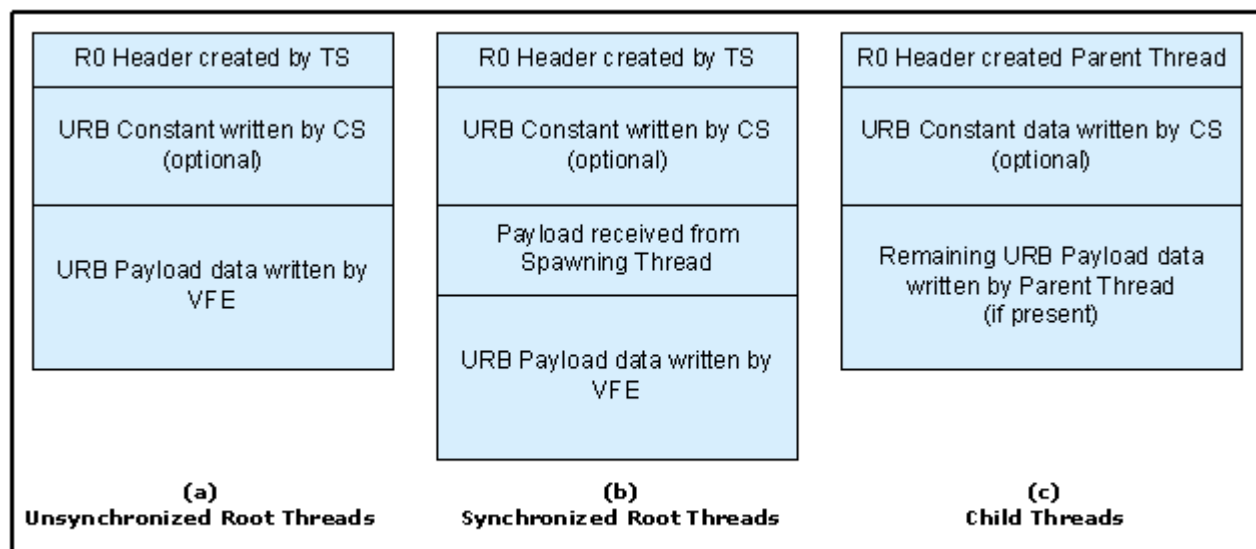 R0 Header created by TS
URB Constant written by CS
(optional)
URB Payload data written by
VFE
(a)
Unsynchronized Root Threads
R0 Header created by TS
URB Constant written by CS
(optional)
Payload received from
Spawning Thread
URB Payload data written by
VFE
(b)
Synchronized Root Threads
R0 Header created Parent Thread
URB Constant data written by CS
(optional)
Remaining URB Payload data
written by Parent Thread
(if present)
(c)
Child Threads